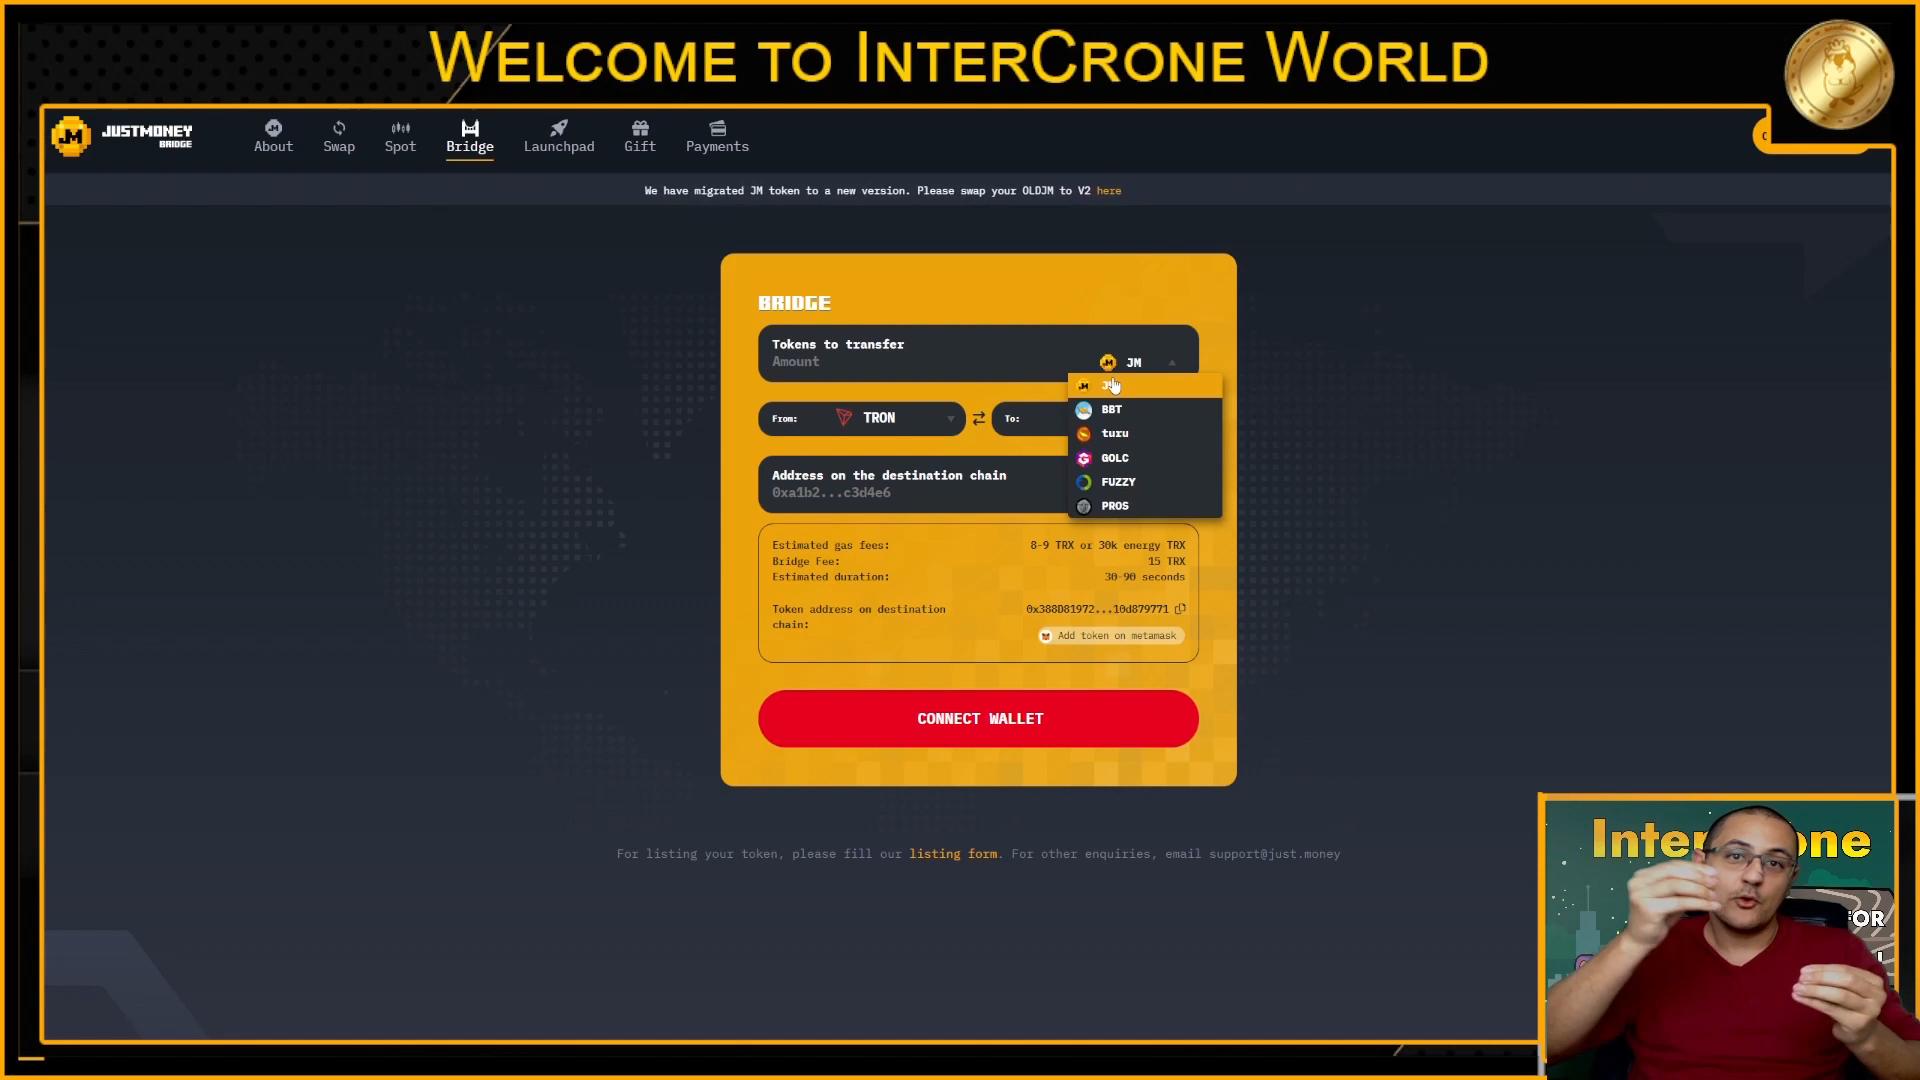 WELCOME TO INTERCRONE WORLD
JUSTMONEY
BRIDGE
About
Swap
Spot
Bridge
Launchpad
Gift
Payments
We have migrated JM token to a new version. Please swap your OLDJM to V2 here
BRIDGE
Tokens to transfer
Amount
JM
JM
BBT
turu
GOLC
FUZZY
PROS
From:
TRON
To:
Address on the destination chain
0xa1b2...c3d4e6
Estimated gas fees: 8-9 TRX or 30k energy TRX
Bridge Fee: 15 TRX
Estimated duration: 30-90 seconds
Token address on destination chain: 0x388D81972...10d879771
Add token on metamask
CONNECT WALLET
For listing your token, please fill our listing form. For other enquiries, email support@just.money